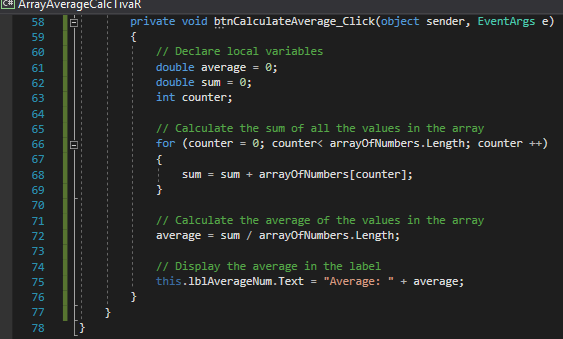 C# ArrayAverageCalcTivaR
58 private void btnCalculateAverage_Click(object sender, EventArgs e)
59 {
60 // Declare local variables
61 double average = 0;
62 double sum = 0;
63 int counter;
64
65 // Calculate the sum of all the values in the array
66 for (counter = 0; counter< arrayOfNumbers.Length; counter ++)
67 {
68 sum = sum + arrayOfNumbers[counter];
69 }
70
71 // Calculate the average of the values in the array
72 average = sum / arrayOfNumbers.Length;
73
74 // Display the average in the label
75 this.lblAverageNum.Text = "Average: " + average;
76 }
77 }
78 }